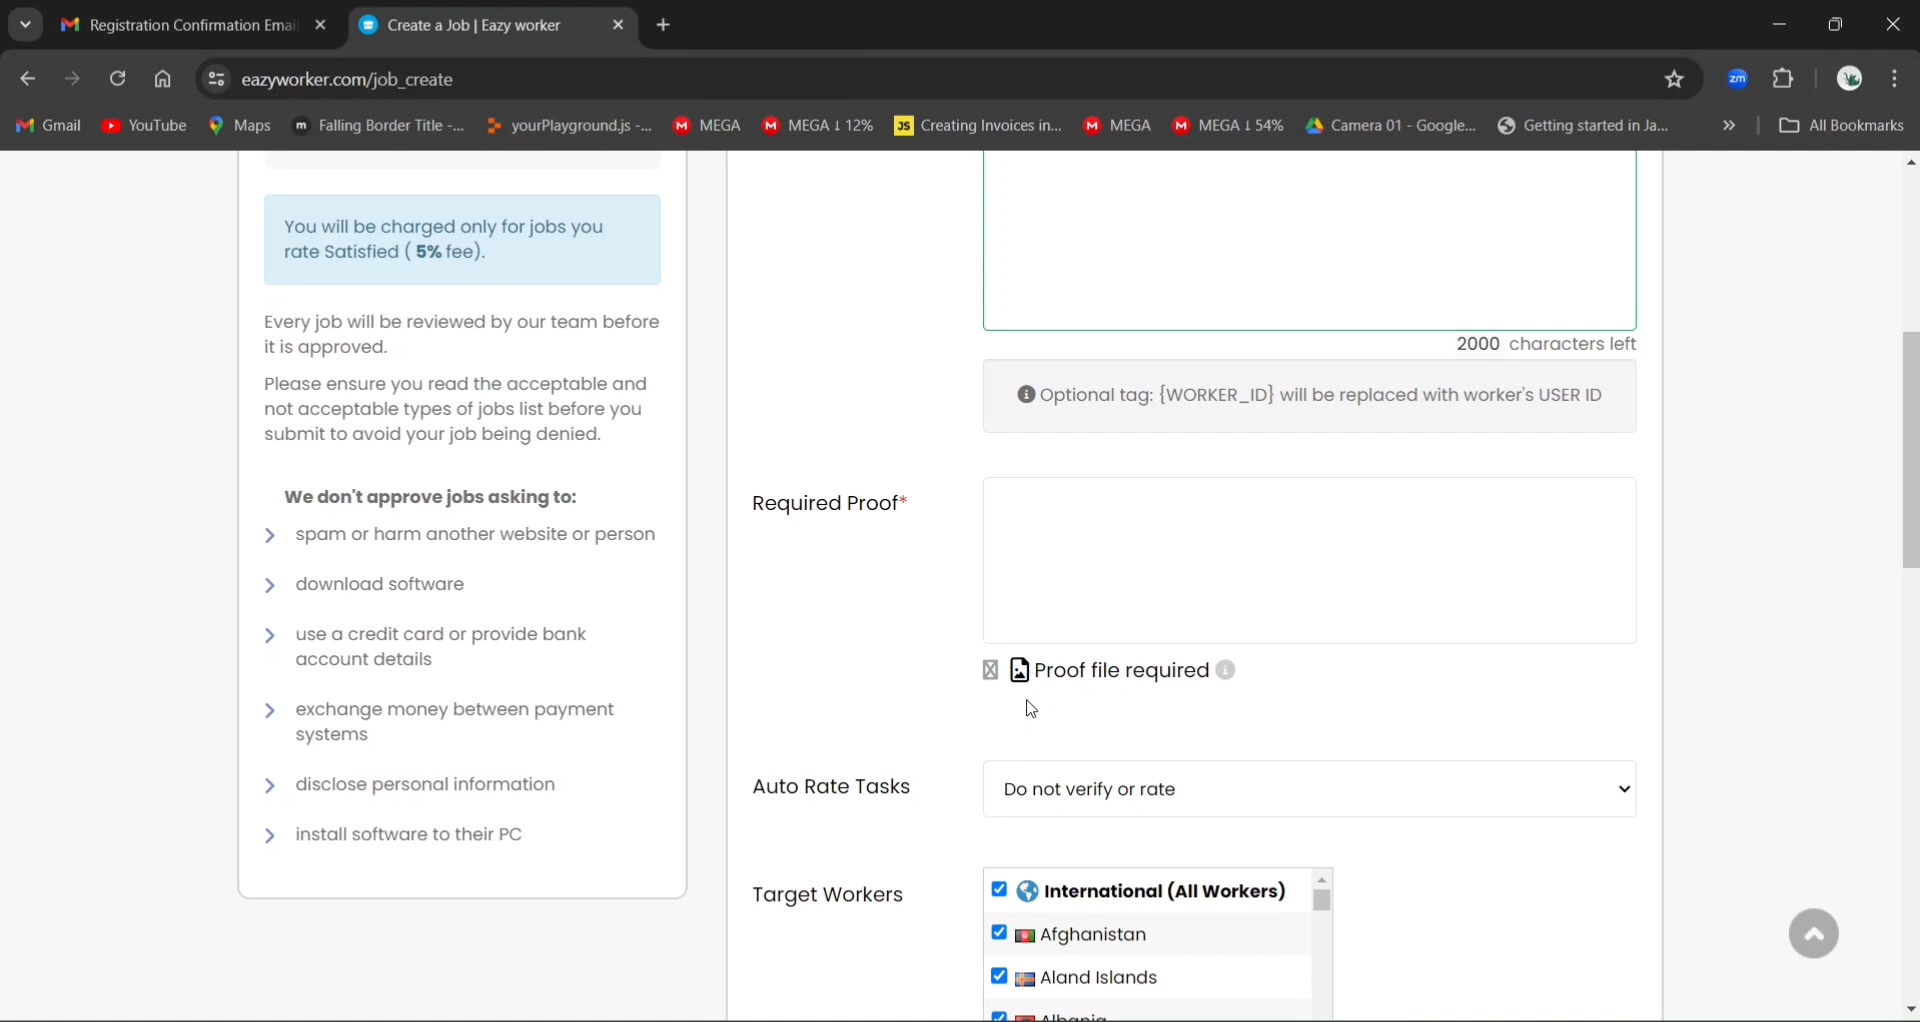 Registration Confirmation Emai
Create a Job | Eazy worker
eazyworker.com/job_create
zm
Gmail
YouTube
Maps
m Falling Border Title -...
yourPlayground.js -...
M MEGA
M MEGA ↓ 12%
JS Creating Invoices in...
M MEGA
M MEGA ↓ 54%
Camera 01 - Google...
Getting started in Ja...
»
All Bookmarks
You will be charged only for jobs you
rate Satisfied ( 5% fee).
Every job will be reviewed by our team before
it is approved.
Please ensure you read the acceptable and
not acceptable types of jobs list before you
submit to avoid your job being denied.
We don't approve jobs asking to:
spam or harm another website or person
download software
use a credit card or provide bank
account details
exchange money between payment
systems
disclose personal information
install software to their PC
2000 characters left
Optional tag: {WORKER_ID} will be replaced with worker's USER ID
Required Proof*
Proof file required
Auto Rate Tasks
Do not verify or rate
Target Workers
International (All Workers)
Afghanistan
Aland Islands
Albania